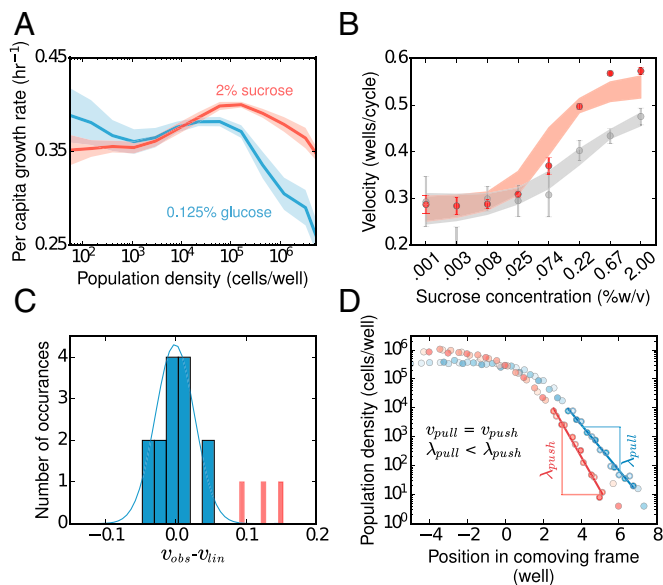 A
Per capita growth rate (hr⁻¹)
0.45
0.35
0.25
2% sucrose
0.125% glucose
10² 10³ 10⁴ 10⁵ 10⁶
Population density (cells/well)
B
Velocity (wells/cycle)
0.6
0.5
0.4
0.3
0.2
.001 .003 .008 .025 .074 0.22 0.67 2.00
Sucrose concentration (%w/v)
C
Number of occurances
4
3
2
1
0
−0.1 0.0 0.1 0.2
v_obs-v_lin
D
Population density (cells/well)
10⁶
10⁵
10⁴
10³
10²
10¹
10⁰
v_pull = v_push
λ_pull < λ_push
λ_push
λ_pull
−4 −2 0 2 4 6 8
Position in comoving frame
(well)